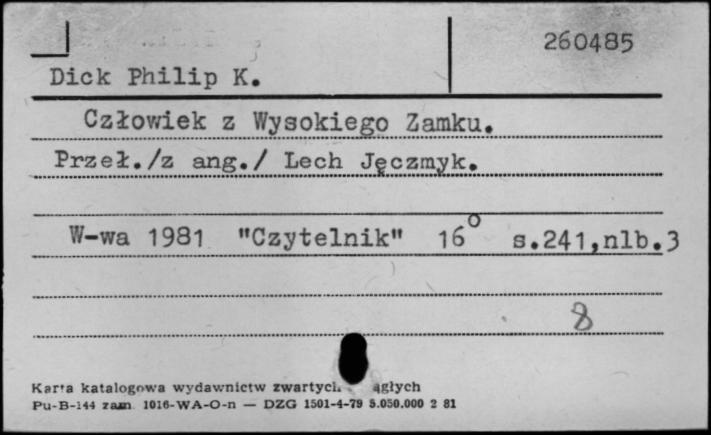 260485
Dick Philip K.
Człowiek z Wysokiego Zamku.
Przeł./z ang./ Lech Jęczmyk.
W-wa 1981 "Czytelnik" 16° s.241,nlb.3
8
Karta katalogowa wydawnictw zwartych ągłych
Pu-B-144 zam. 1016-WA-O-n — DZG 1501-4-79 5.050.000 2 81